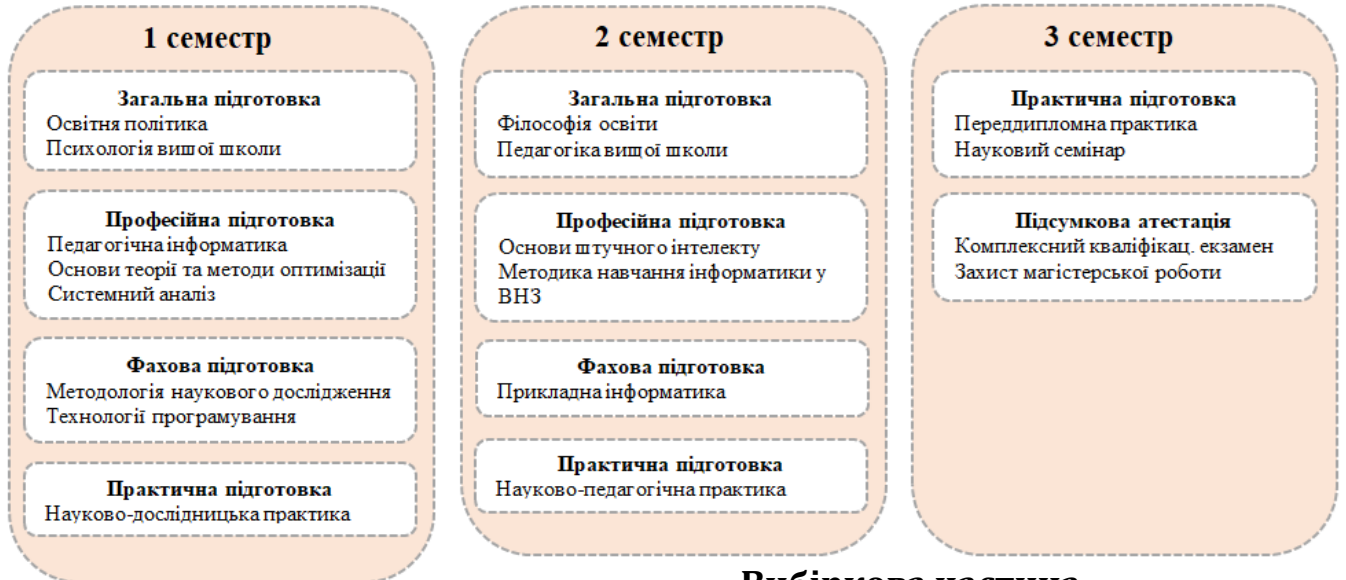 1 семестр
Загальна підготовка
Освітня політика
Психологія вищої школи
Професійна підготовка
Педагогічна інформатика
Основи теорії та методи оптимізації
Системний аналіз
Фахова підготовка
Методологія наукового дослідження
Технології програмування
Практична підготовка
Науково-дослідницька практика
2 семестр
Загальна підготовка
Філософія освіти
Педагогіка вищої школи
Професійна підготовка
Основи штучного інтелекту
Методика навчання інформатики у
ВНЗ
Фахова підготовка
Прикладна інформатика
Практична підготовка
Науково-педагогічна практика
3 семестр
Практична підготовка
Переддипломна практика
Науковий семінар
Підсумкова атестація
Комплексний кваліфікац. екзамен
Захист магістерської роботи
Вибіркова частина